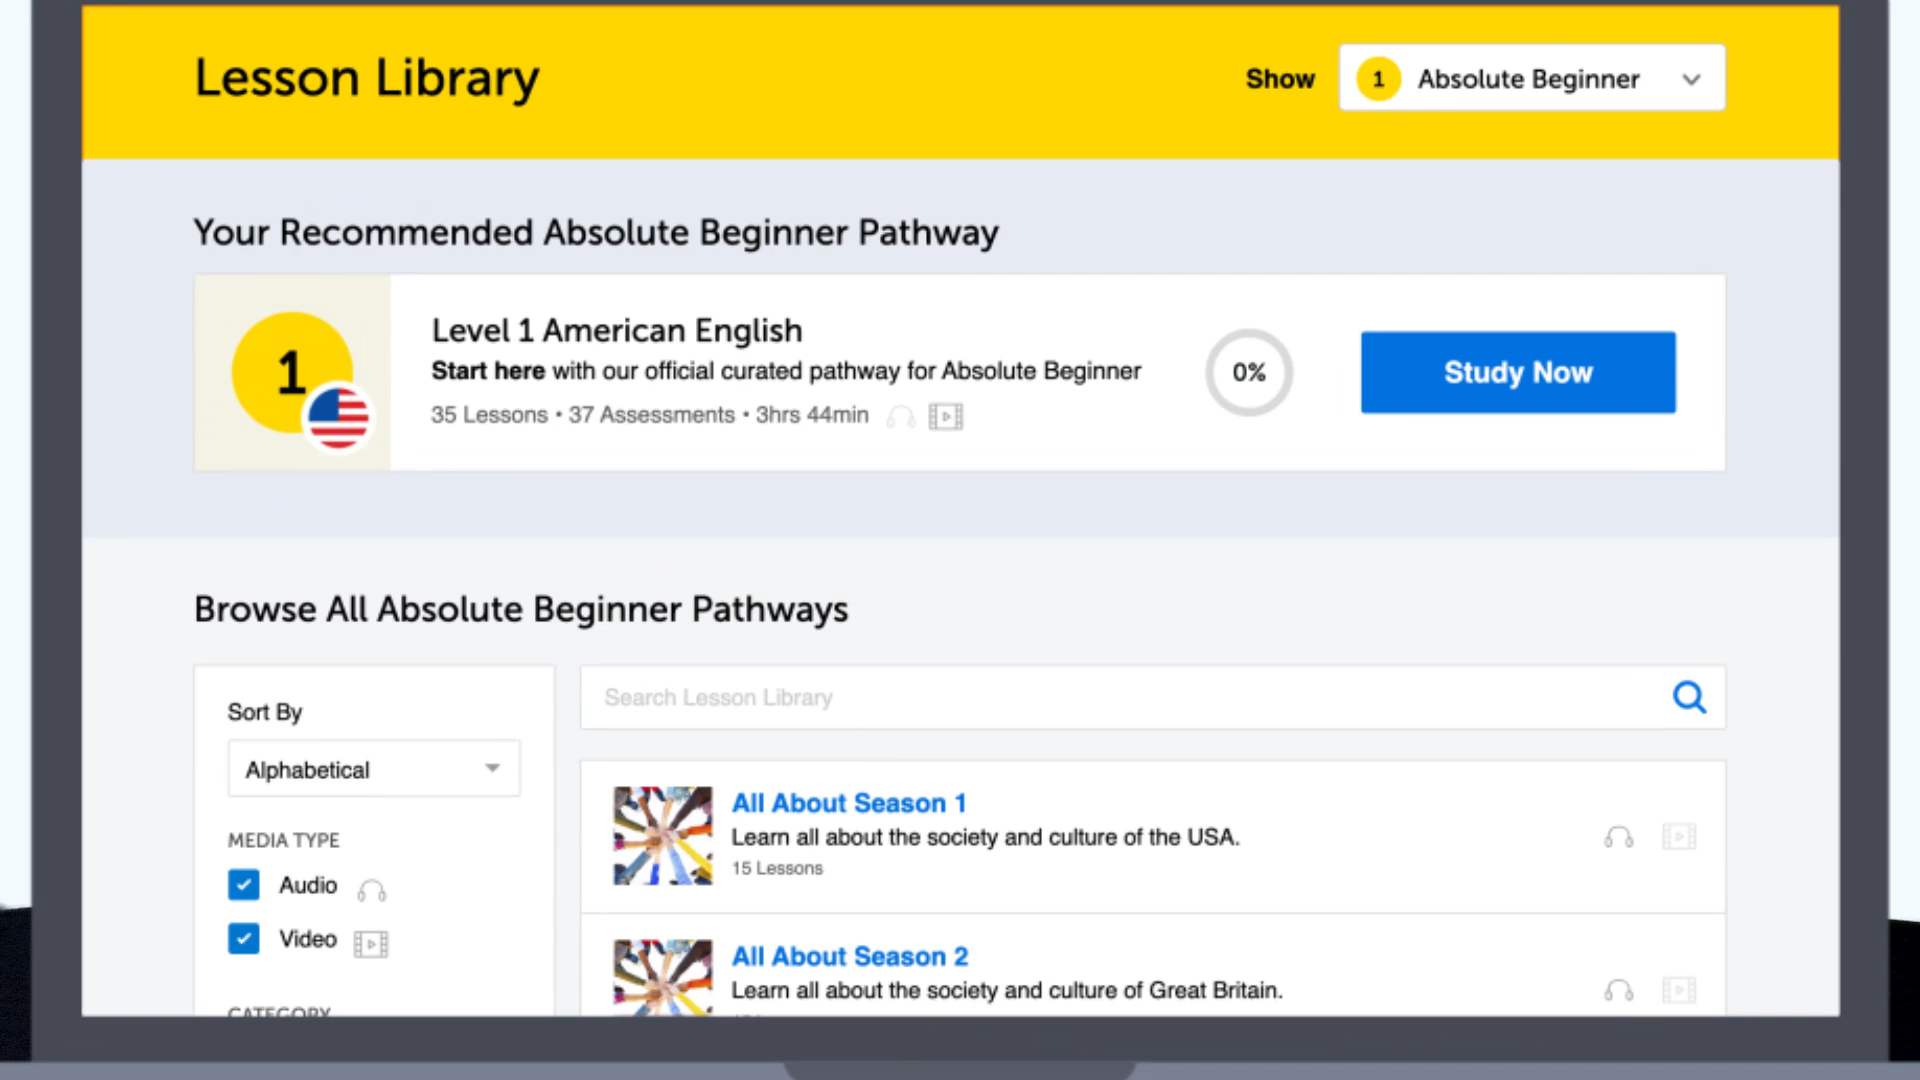 Lesson Library
Show
1 Absolute Beginner
Your Recommended Absolute Beginner Pathway
1
Level 1 American English
Start here with our official curated pathway for Absolute Beginner
35 Lessons • 37 Assessments • 3hrs 44min
0%
Study Now
Browse All Absolute Beginner Pathways
Sort By
Alphabetical
MEDIA TYPE
Audio
Video
CATEGORY
Search Lesson Library
All About Season 1
Learn all about the society and culture of the USA.
15 Lessons
All About Season 2
Learn all about the society and culture of Great Britain.